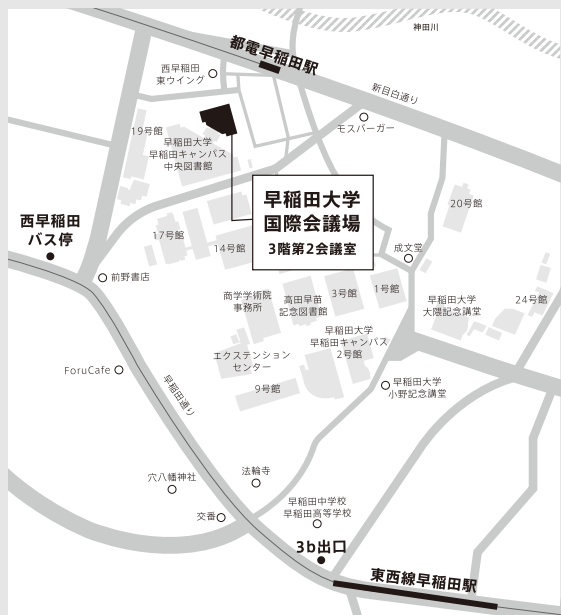 神田川
都電早稲田駅
西早稲田
東ウイング
新目白通り
モスバーガー
19号館
早稲田大学
早稲田キャンパス
中央図書館
早稲田大学
国際会議場
3階第2会議室
20号館
西早稲田
バス停
17号館
14号館
成文堂
前野書店
商学学術院
事務所
高田早苗
記念図書館
3号館
1号館
早稲田大学
大隈記念講堂
24号館
早稲田大学
早稲田キャンパス
2号館
エクステンション
センター
ForuCafe
9号館
早稲田大学
小野記念講堂
早稲田通り
穴八幡神社
法輪寺
交番
早稲田中学校
早稲田高等学校
3b出口
東西線早稲田駅